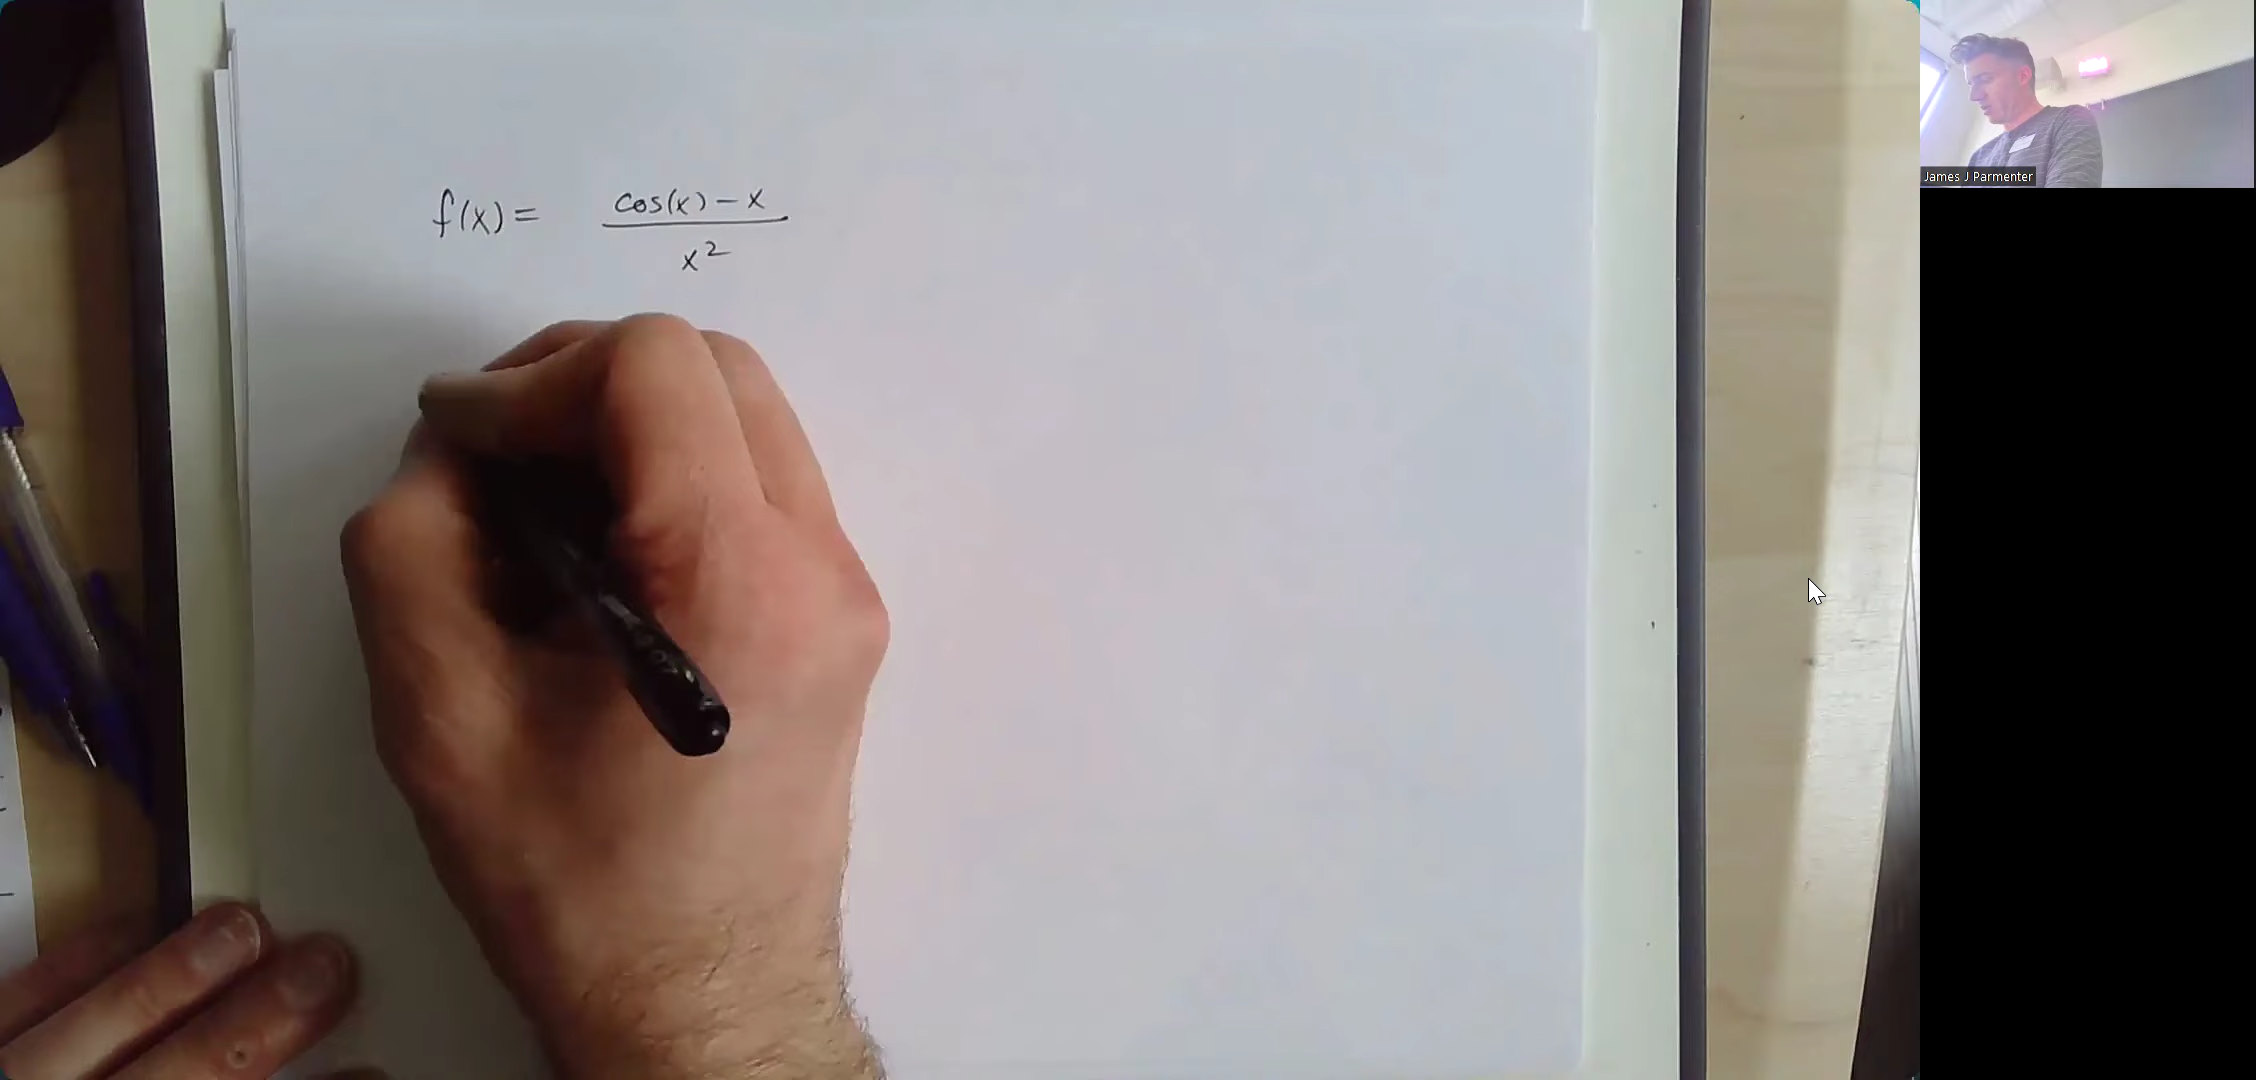 f(x) = cos(x) - x / x²
James J Parmenter